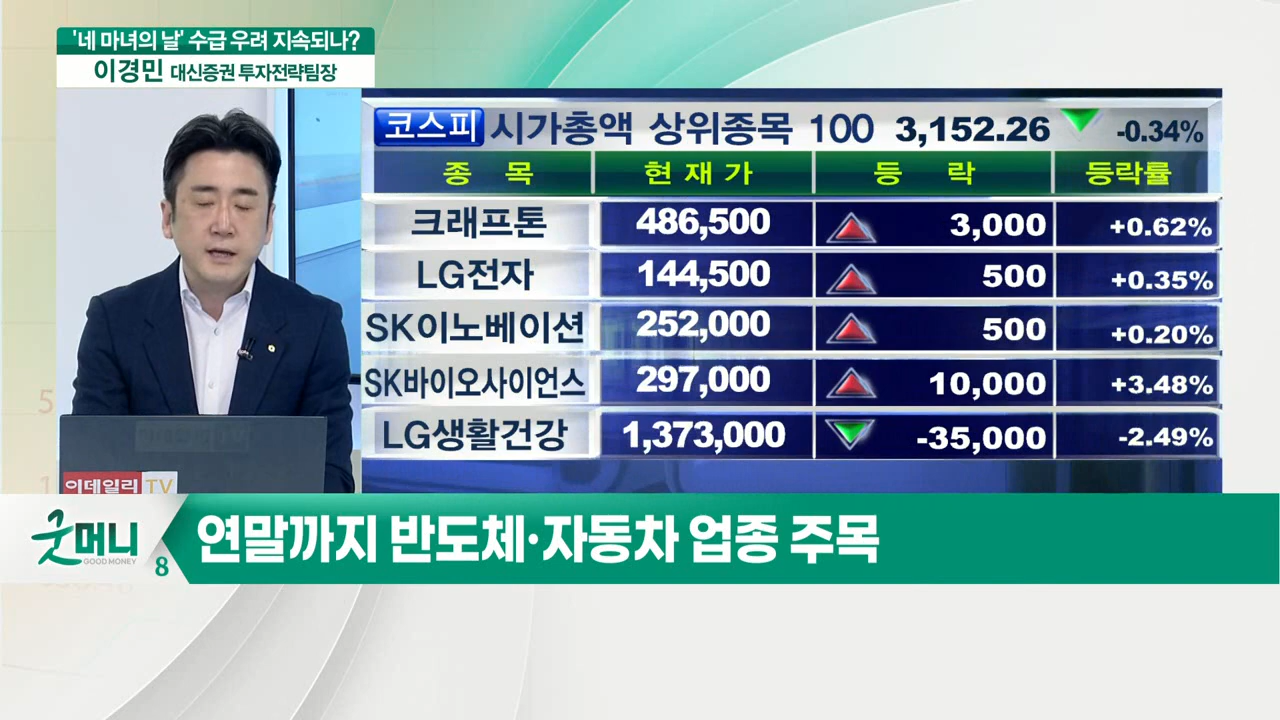 '네 마녀의 날' 수급 우려 지속되나?
이경민 대신증권 투자전략팀장
코스피 시가총액 상위종목 100 3,152.26 -0.34%
종 목 현 재 가 등 락 등락률
크래프톤 486,500 3,000 +0.62%
LG전자 144,500 500 +0.35%
SK이노베이션 252,000 500 +0.20%
SK바이오사이언스 297,000 10,000 +3.48%
LG생활건강 1,373,000 -35,000 -2.49%
5
1
이데일리 TV
굿머니
GOOD MONEY
8
연말까지 반도체·자동차 업종 주목